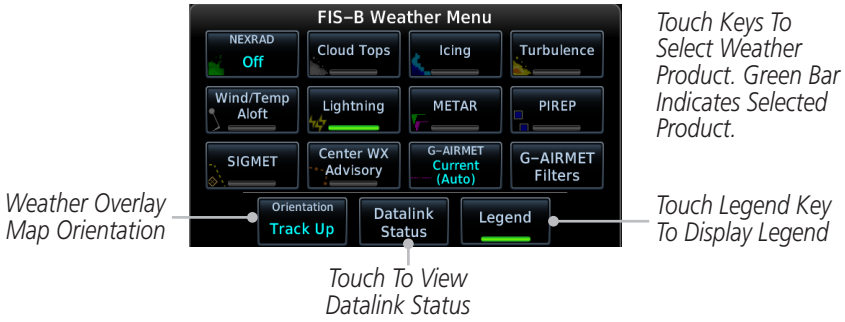 FIS-B Weather Menu
NEXRAD
Off
Cloud Tops
Icing
Turbulence
Wind/Temp
Aloft
Lightning
METAR
PIREP
SIGMET
Center WX
Advisory
G-AIRMET
Current
(Auto)
G-AIRMET
Filters
Orientation
Track Up
Datalink
Status
Legend
Touch Keys To
Select Weather
Product. Green Bar
Indicates Selected
Product.
Weather Overlay
Map Orientation
Touch Legend Key
To Display Legend
Touch To View
Datalink Status